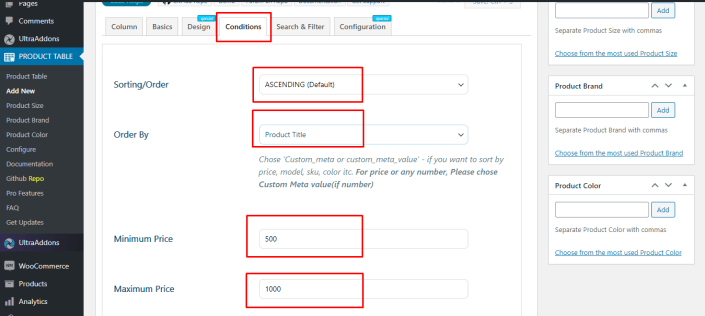 Pages
Comments
UltraAddons
PRODUCT TABLE
Product Table
Add New
Product Size
Product Brand
Product Color
Configure
Documentation
Github Repo
Pro Features
FAQ
Get Updates
UltraAddons
WooCommerce
Products
Analytics
Column
Basics
Design
Conditions
Search & Filter
Configuration
Sorting/Order
ASCENDING (Default)
Order By
Product Title
Chose 'Custom_meta or custom_meta_value' - if you want to sort by
price, model, sku, color itc. For price or any number, Please chose
Custom Meta value(if number)
Minimum Price
500
Maximum Price
1000
Add
Separate Product Size with commas
Choose from the most used Product Size
Product Brand
Add
Separate Product Brand with commas
Choose from the most used Product Brand
Product Color
Add
Separate Product Color with commas
Choose from the most used Product Color